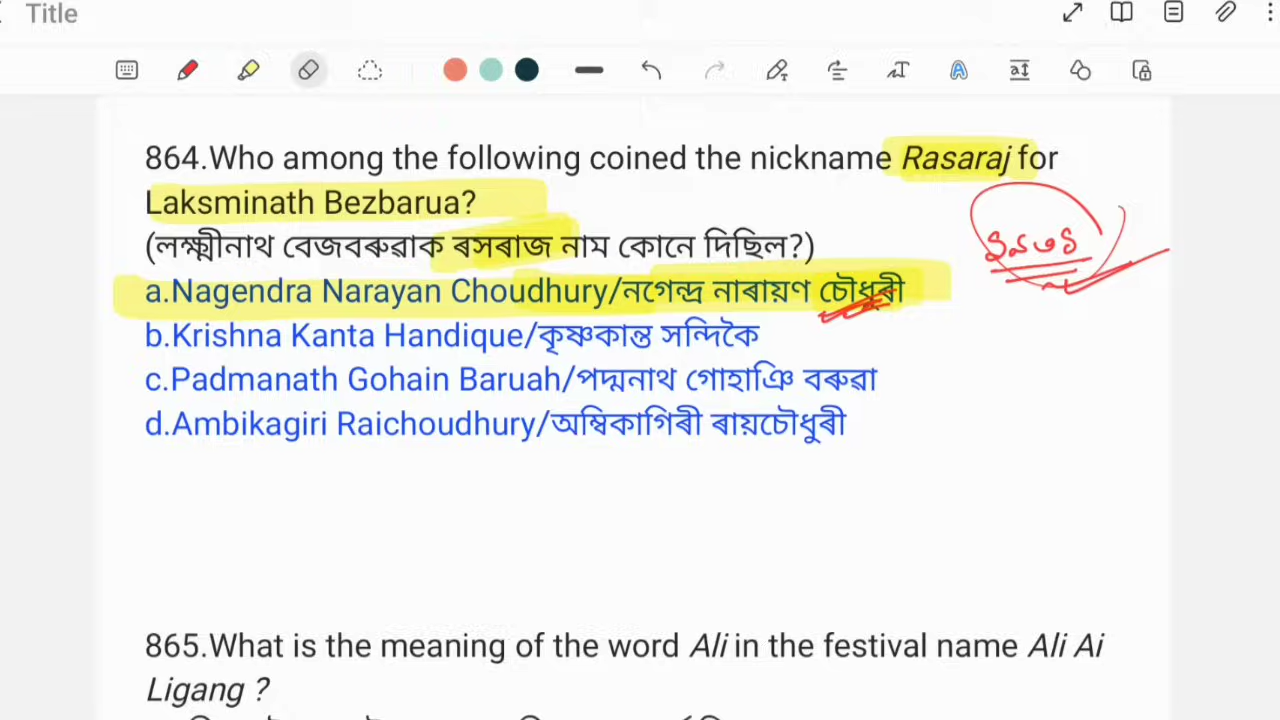 Title
864.Who among the following coined the nickname Rasaraj for
Laksminath Bezbarua?
(লক্ষ্মীনাথ বেজবৰুৱাক ৰসৰাজ নাম কোনে দিছিল?)
১৯৩১
a.Nagendra Narayan Choudhury/নগেন্দ্ৰ নাৰায়ণ চৌধুৰী
b.Krishna Kanta Handique/কৃষ্ণকান্ত সন্দিকৈ
c.Padmanath Gohain Baruah/পদ্মনাথ গোহাঞি বৰুৱা
d.Ambikagiri Raichoudhury/অম্বিকাগিৰী ৰায়চৌধুৰী
865.What is the meaning of the word Ali in the festival name Ali Ai
Ligang ?